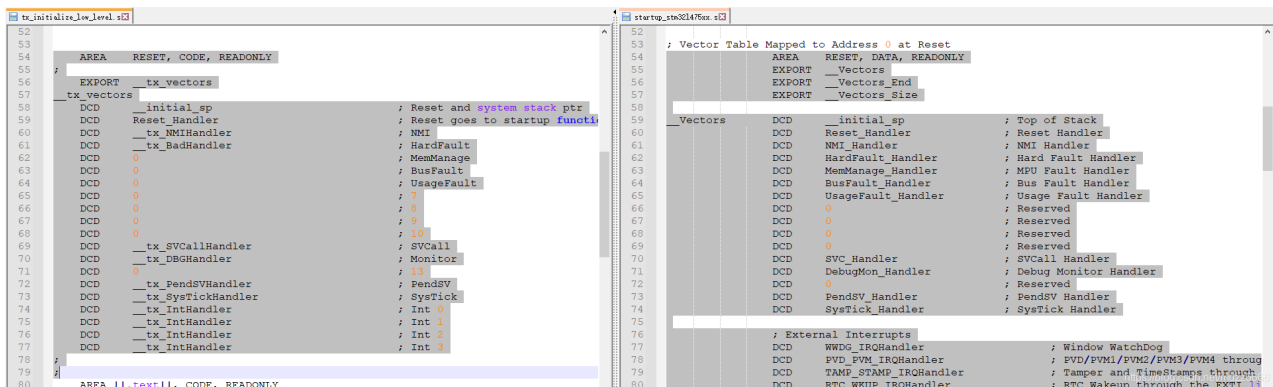 tx_initialize_low_level.s
52
53
54 AREA RESET, CODE, READONLY
55 ;
56 EXPORT __tx_vectors
57 __tx_vectors
58 DCD __initial_sp ; Reset and system stack ptr
59 DCD Reset_Handler ; Reset goes to startup functi
60 DCD __tx_NMIHandler ; NMI
61 DCD __tx_BadHandler ; HardFault
62 DCD 0 ; MemManage
63 DCD 0 ; BusFault
64 DCD 0 ; UsageFault
65 DCD 0 ; 7
66 DCD 0 ; 8
67 DCD 0 ; 9
68 DCD 0 ; 10
69 DCD __tx_SVCallHandler ; SVCall
70 DCD __tx_DBGHandler ; Monitor
71 DCD 0 ; 13
72 DCD __tx_PendSVHandler ; PendSV
73 DCD __tx_SysTickHandler ; SysTick
74 DCD __tx_IntHandler ; Int 0
75 DCD __tx_IntHandler ; Int 1
76 DCD __tx_IntHandler ; Int 2
77 DCD __tx_IntHandler ; Int 3
78 ;
79 ;
80 AREA ||.text||, CODE, READONLY
startup_stm32l475xx.s
52
53 ; Vector Table Mapped to Address 0 at Reset
54 AREA RESET, DATA, READONLY
55 EXPORT __Vectors
56 EXPORT __Vectors_End
57 EXPORT __Vectors_Size
58
59 __Vectors DCD __initial_sp ; Top of Stack
60 DCD Reset_Handler ; Reset Handler
61 DCD NMI_Handler ; NMI Handler
62 DCD HardFault_Handler ; Hard Fault Handler
63 DCD MemManage_Handler ; MPU Fault Handler
64 DCD BusFault_Handler ; Bus Fault Handler
65 DCD UsageFault_Handler ; Usage Fault Handler
66 DCD 0 ; Reserved
67 DCD 0 ; Reserved
68 DCD 0 ; Reserved
69 DCD 0 ; Reserved
70 DCD SVC_Handler ; SVCall Handler
71 DCD DebugMon_Handler ; Debug Monitor Handler
72 DCD 0 ; Reserved
73 DCD PendSV_Handler ; PendSV Handler
74 DCD SysTick_Handler ; SysTick Handler
75
76 ; External Interrupts
77 DCD WWDG_IRQHandler ; Window WatchDog
78 DCD PVD_PVM_IRQHandler ; PVD/PVM1/PVM2/PVM3/PVM4 throug
79 DCD TAMP_STAMP_IRQHandler ; Tamper and TimeStamps through
80 DCD RTC_WKUP_IRQHandler ; RTC Wakeup through the EXTI li